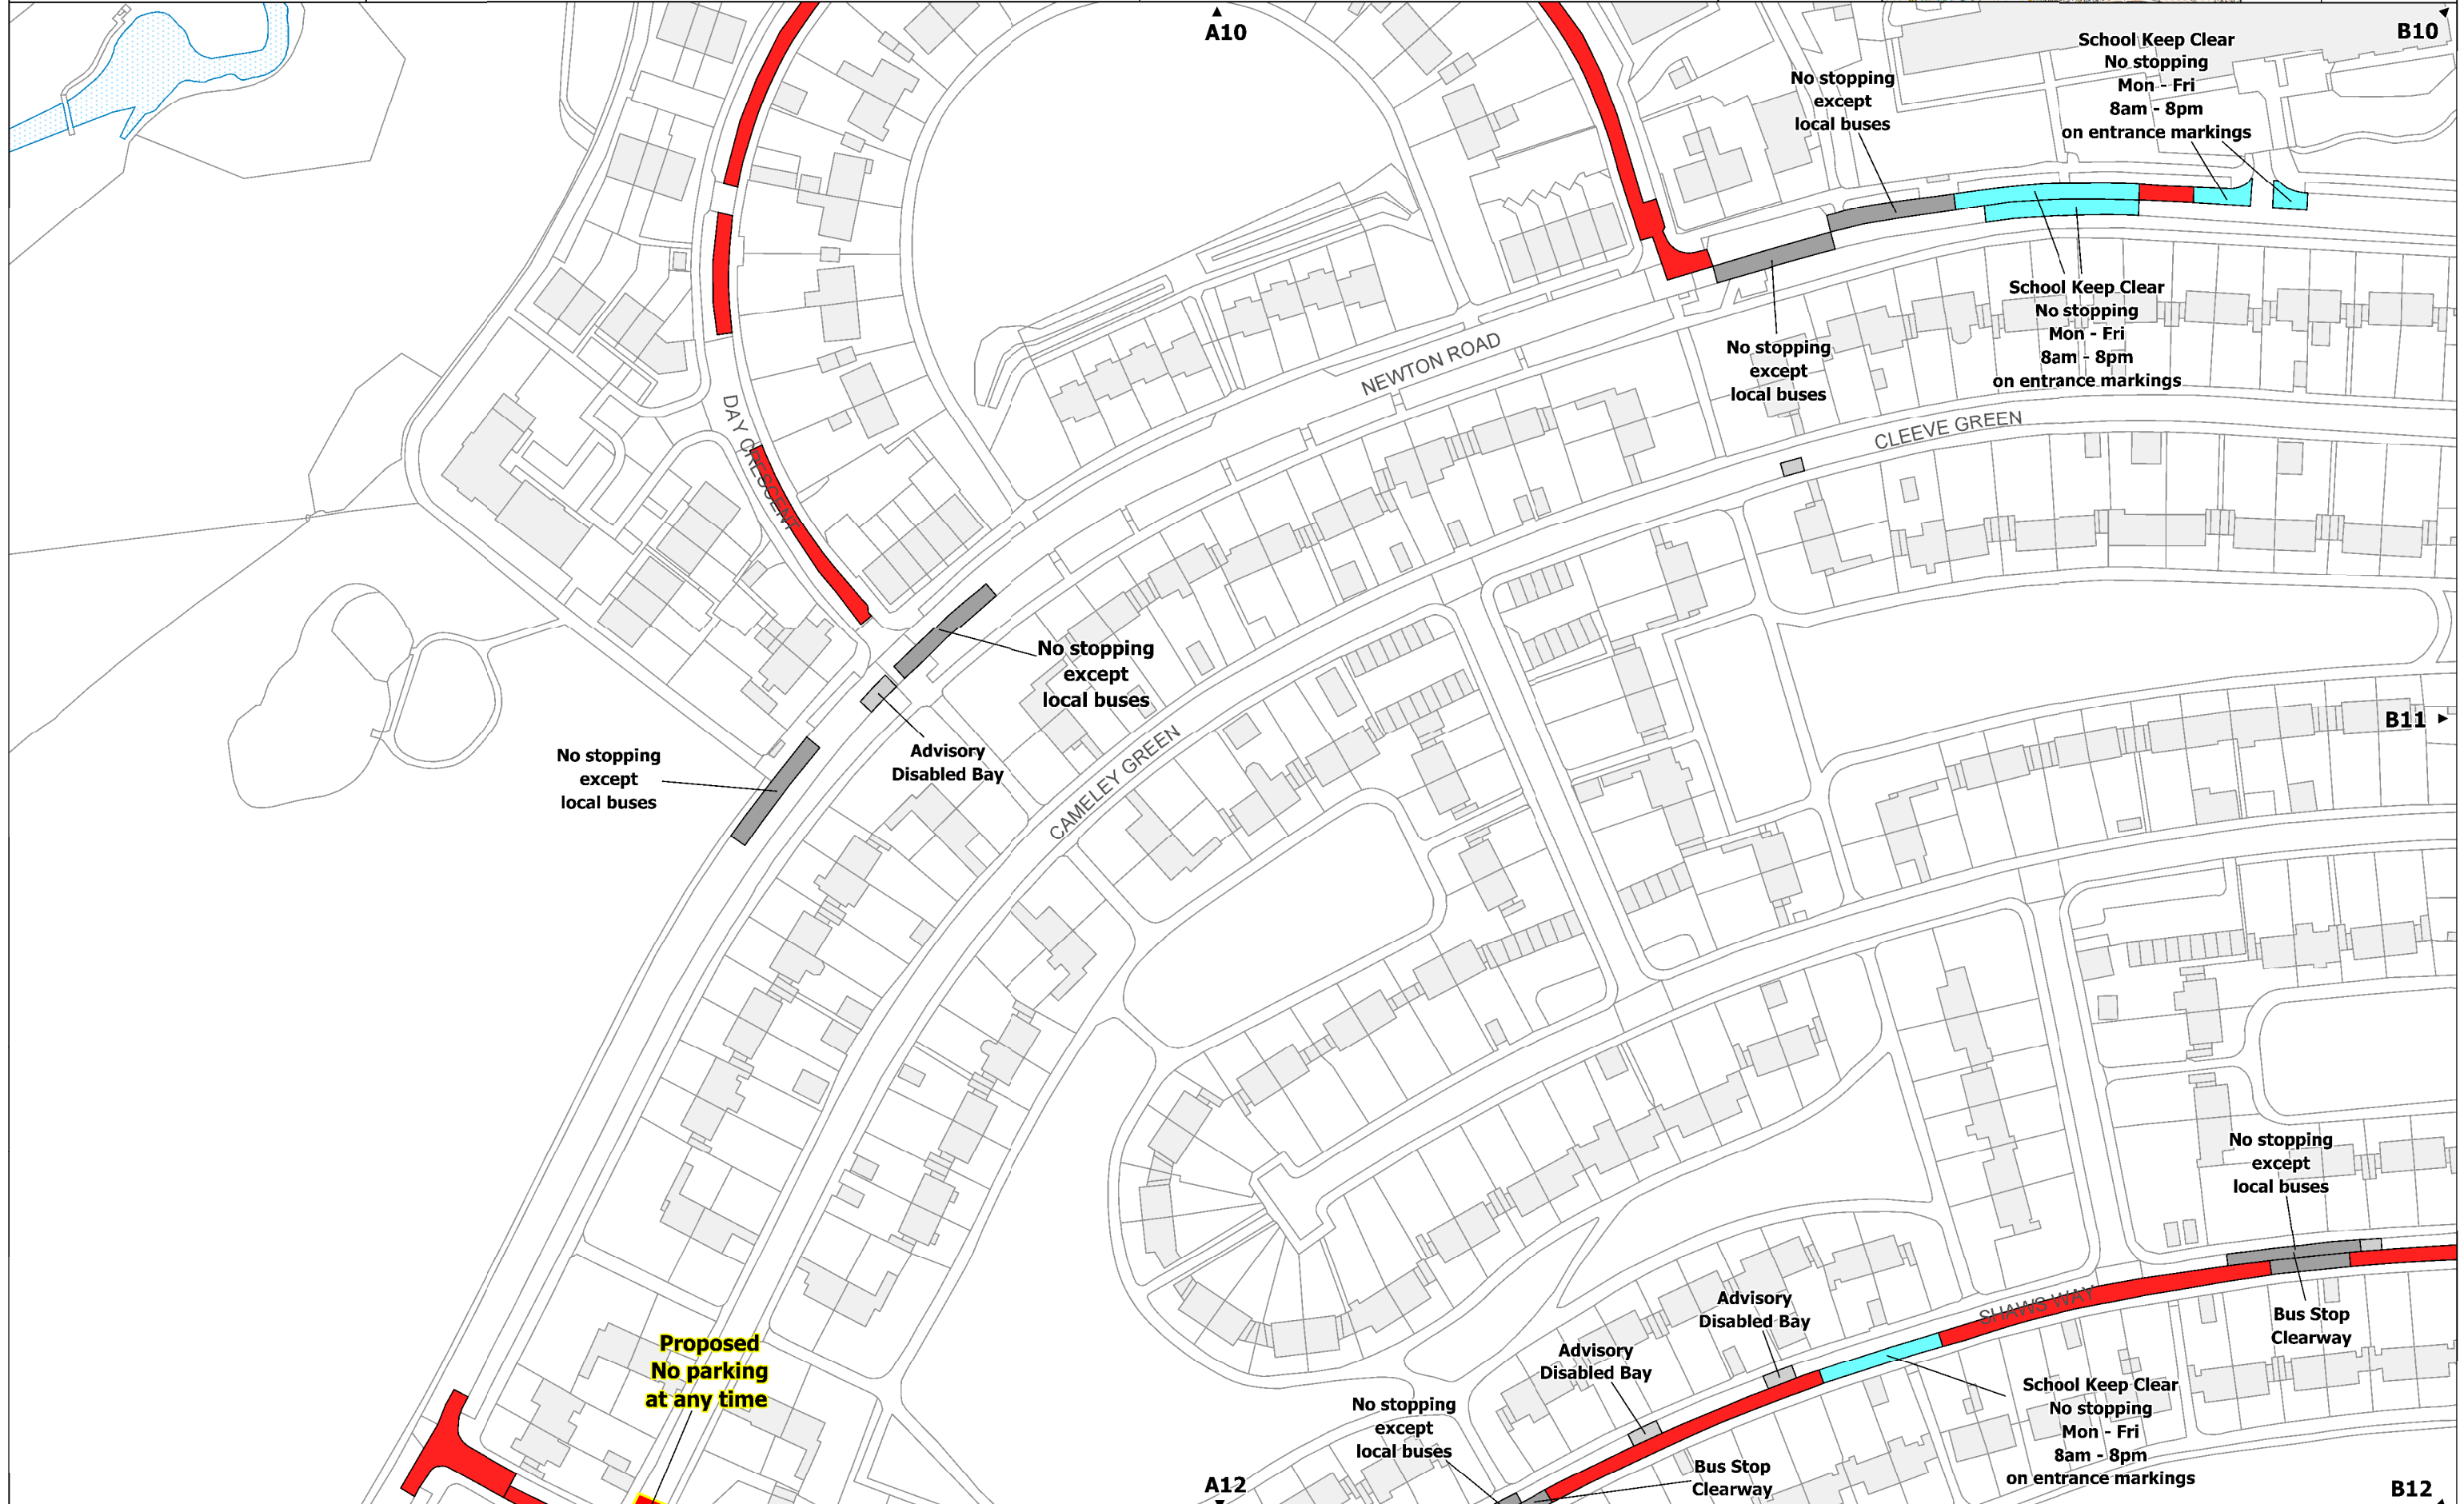 A10
B10
School Keep Clear
No stopping
Mon - Fri
8am - 8pm
on entrance markings
No stopping
except
local buses
School Keep Clear
No stopping
Mon - Fri
8am - 8pm
on entrance markings
No stopping
except
local buses
NEWTON ROAD
CLEEVE GREEN
DAY CRESCENT
No stopping
except
local buses
Advisory
Disabled Bay
No stopping
except
local buses
CAMELEY GREEN
B11
No stopping
except
local buses
SHAWS WAY
Bus Stop
Clearway
Advisory
Disabled Bay
Advisory
Disabled Bay
Proposed
No parking
at any time
School Keep Clear
No stopping
Mon - Fri
8am - 8pm
on entrance markings
No stopping
except
local buses
Bus Stop
Clearway
A12
B12